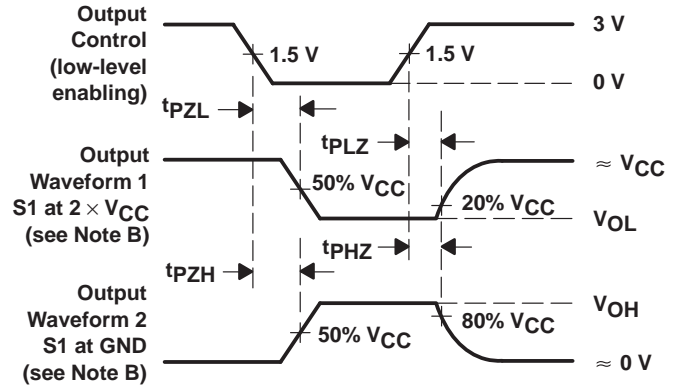 Output
Control
(low-level
enabling)
1.5 V
1.5 V
3 V
0 V
tPZL
tPLZ
Output
Waveform 1
S1 at 2 × VCC
(see Note B)
50% VCC
20% VCC
≈ VCC
VOL
tPHZ
tPZH
Output
Waveform 2
S1 at GND
(see Note B)
50% VCC
80% VCC
VOH
≈ 0 V